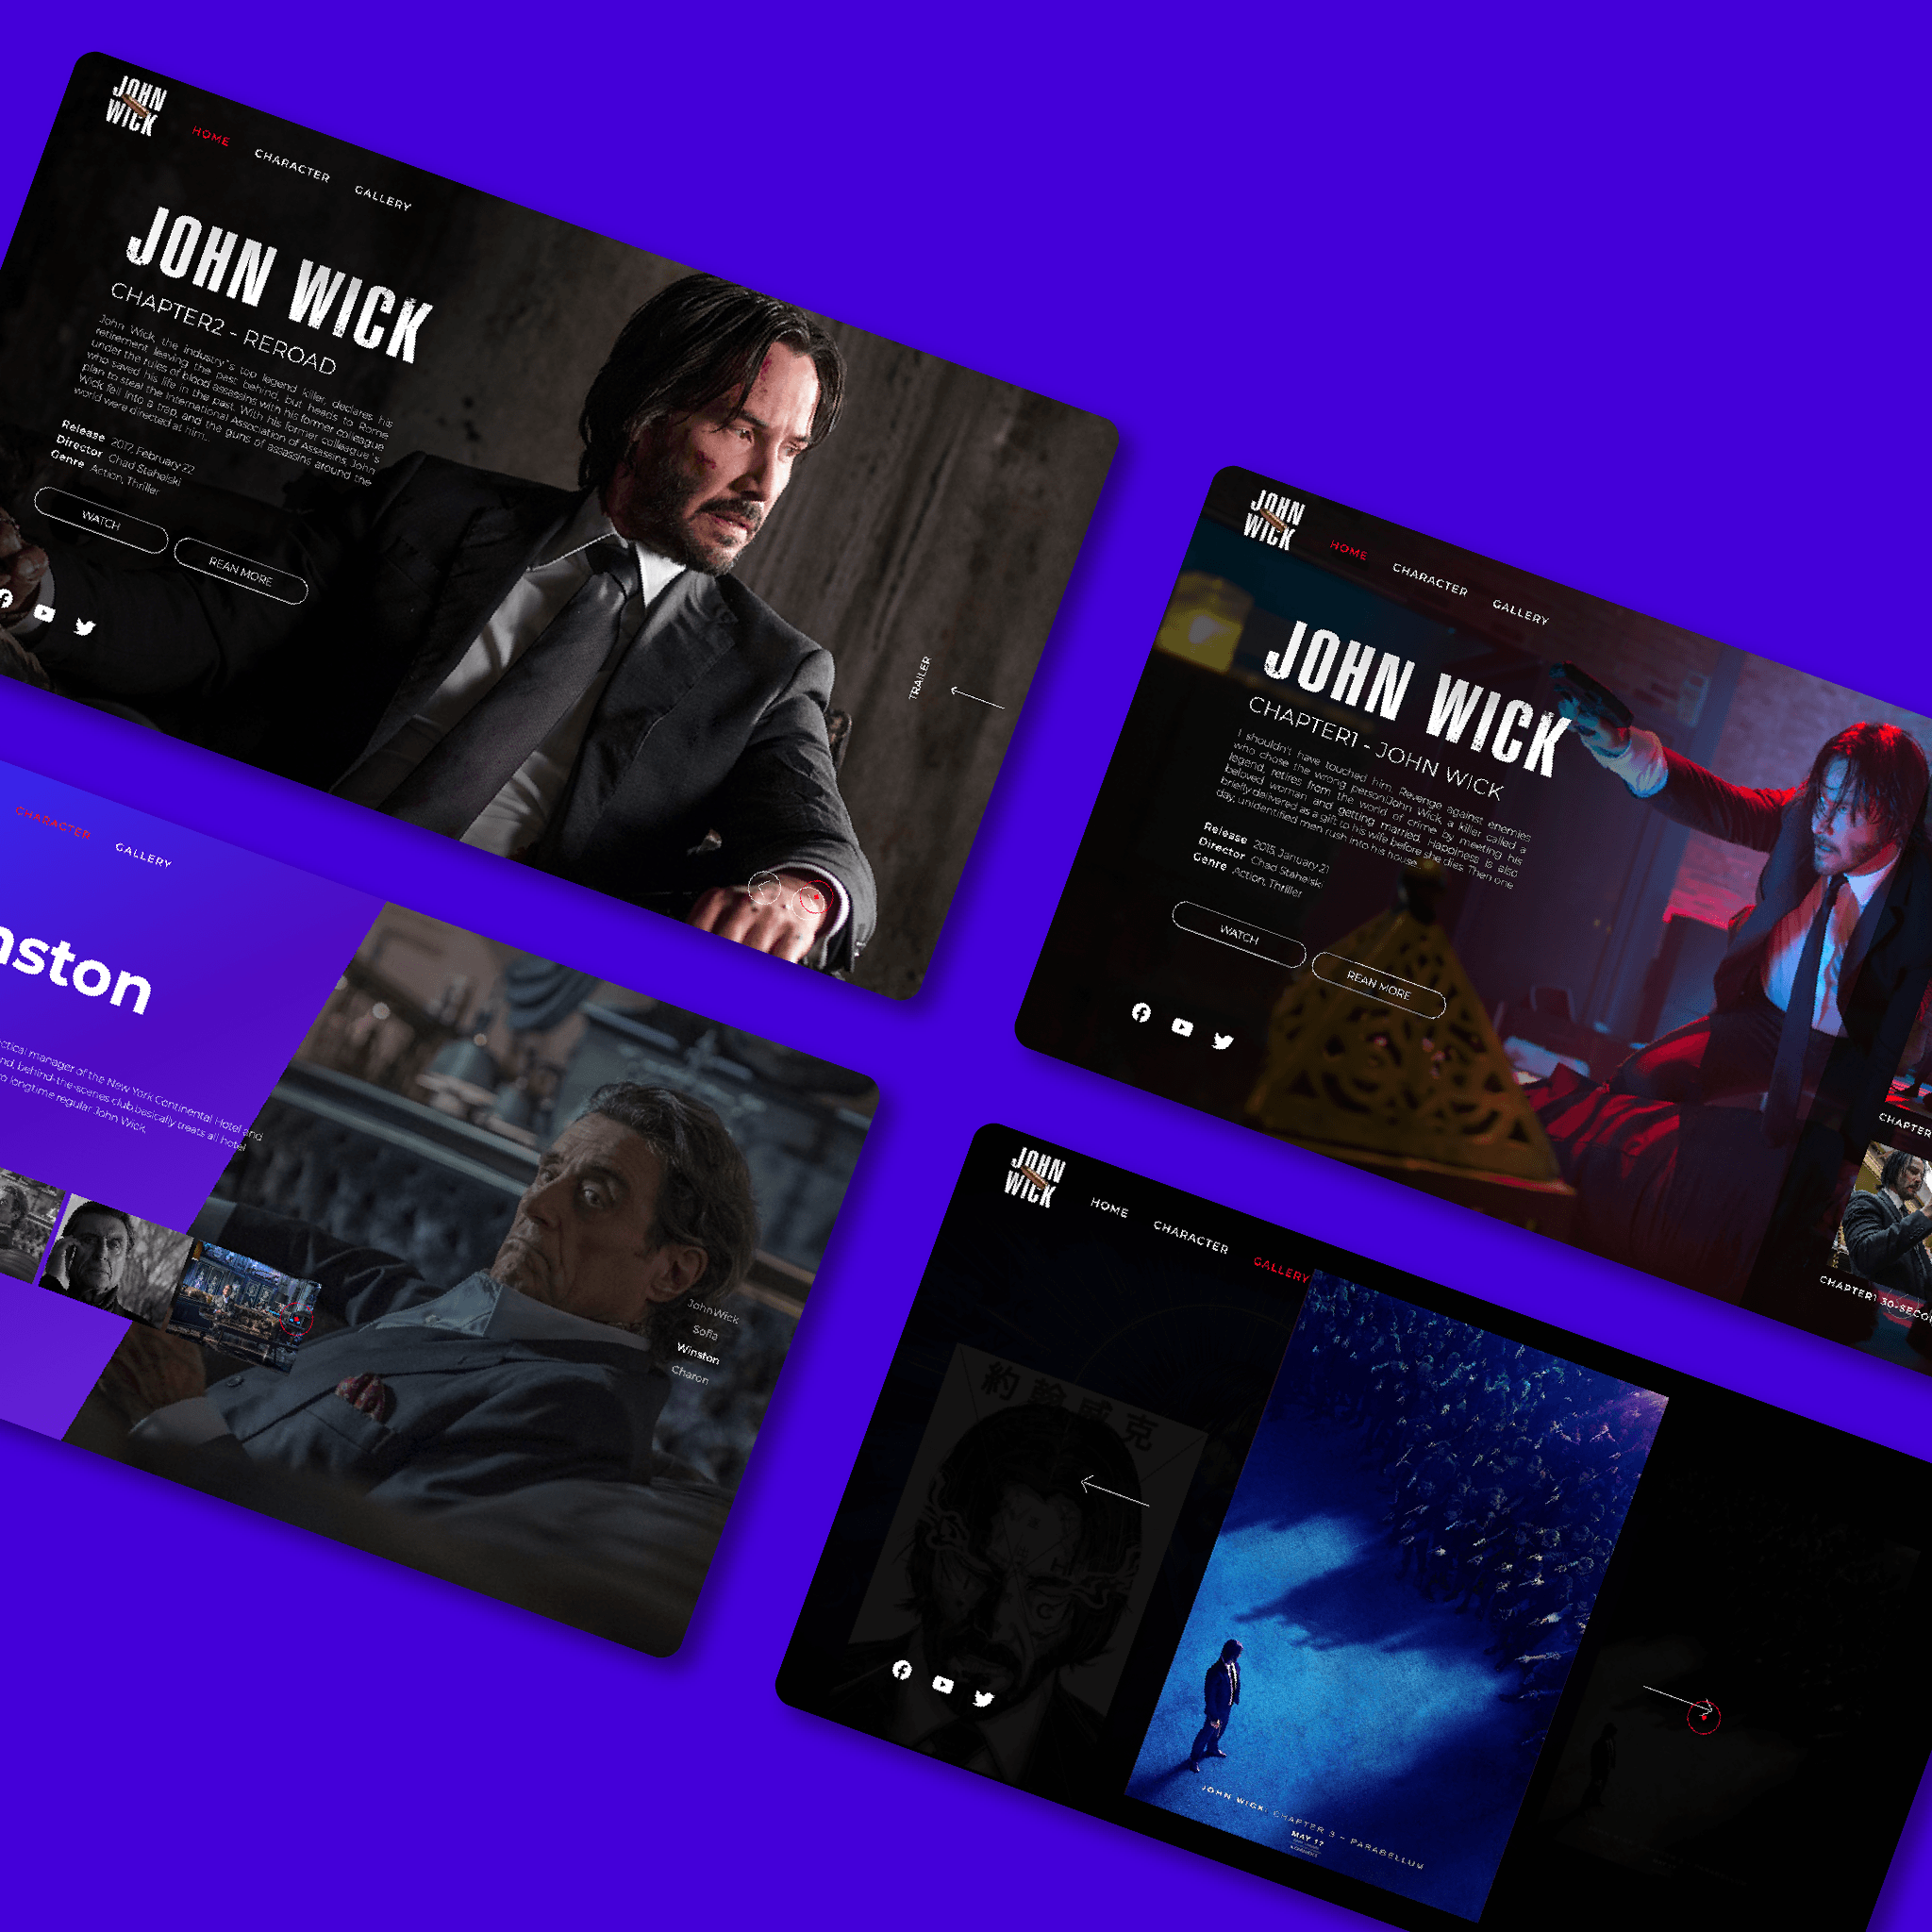 JOHN
WICK
HOME
CHARACTER
GALLERY
JOHN WICK
CHAPTER2 - REROAD
John Wick, the industry's top legend killer, declares his
retirement, leaving the past behind, but heads to Rome
under the rules of blood assassins with his former colleague
who saved his life in the past. With his former colleague's
plan to steal the International Association of Assassins, John
Wick fell into a trap, and the guns of assassins around the
world were directed at him...
Release 2017, February 22
Director Chad Stahelski
Genre Action, Thriller
WATCH
REAN MORE
TRAILER
JOHN
WICK
HOME
CHARACTER
GALLERY
JOHN WICK
CHAPTER1 - JOHN WICK
I shouldn't have touched him. Revenge against enemies
who chose the wrong person!John Wick, a killer called a
legend, retires from the world of crime by meeting his
beloved woman and getting married. Happiness is also
briefly delivered as a gift to his wife before she dies. Then one
day, unidentified men rush into his house
Release 2015, January 21
Director Chad Stahelski
Genre Action, Thriller
WATCH
REAN MORE
CHAPTER
CHAPTER1 30-SECO
CHARACTER
GALLERY
nston
ctical manager of the New York Continental Hotel and
nd, behind-the-scenes club basically treats all hotel
o longtime regular John Wick.
JohnWick
Sofia
Winston
Charon
JOHN
WICK
HOME
CHARACTER
GALLERY
約翰威克
JOHN WICK: CHAPTER 3 - PARABELLUM
MAY 17